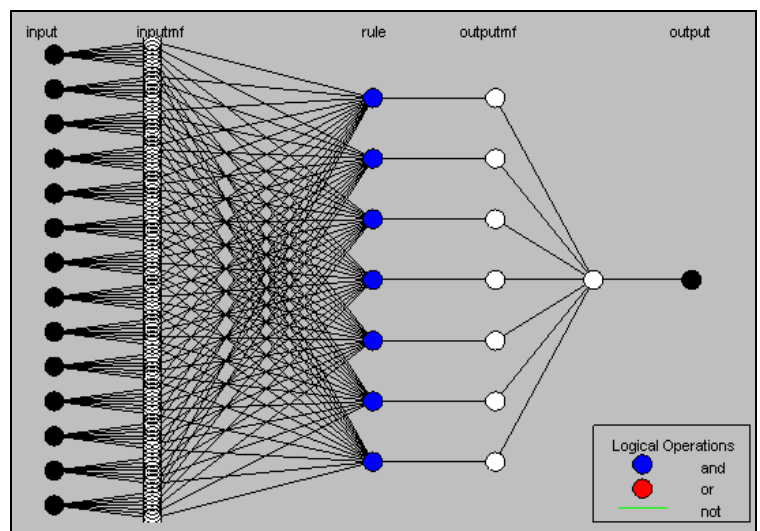 input inputmf rule outputmf output
Logical Operations
and
or
not